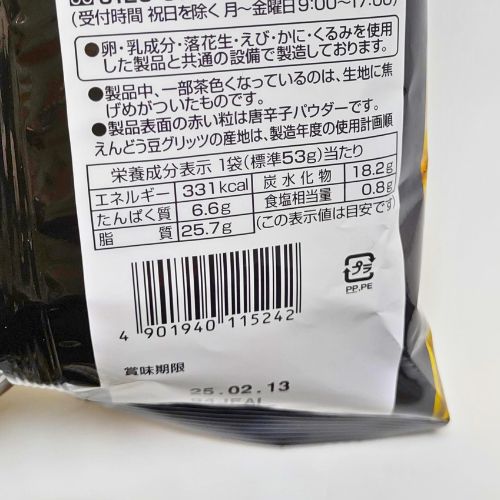 (受付時間 祝日を除く 月〜金曜日9:00〜17:00)
●卵・乳成分・落花生・えび・かに・くるみを使用
した製品と共通の設備で製造しております。
●製品中、一部茶色くなっているのは、生地に焦
げめがついたものです。
●製品表面の赤い粒は唐辛子パウダーです。
えんどう豆グリッツの産地は、製造年度の使用計画順
栄養成分表示 1袋(標準53g)当たり
エネルギー 331kcal 炭水化物 18.2g
たんぱく質 6.6g 食塩相当量 0.8g
脂質 25.7g (この表示値は目安です)
プラ
PP,PE
4 901940 115242
賞味期限
25.02.13